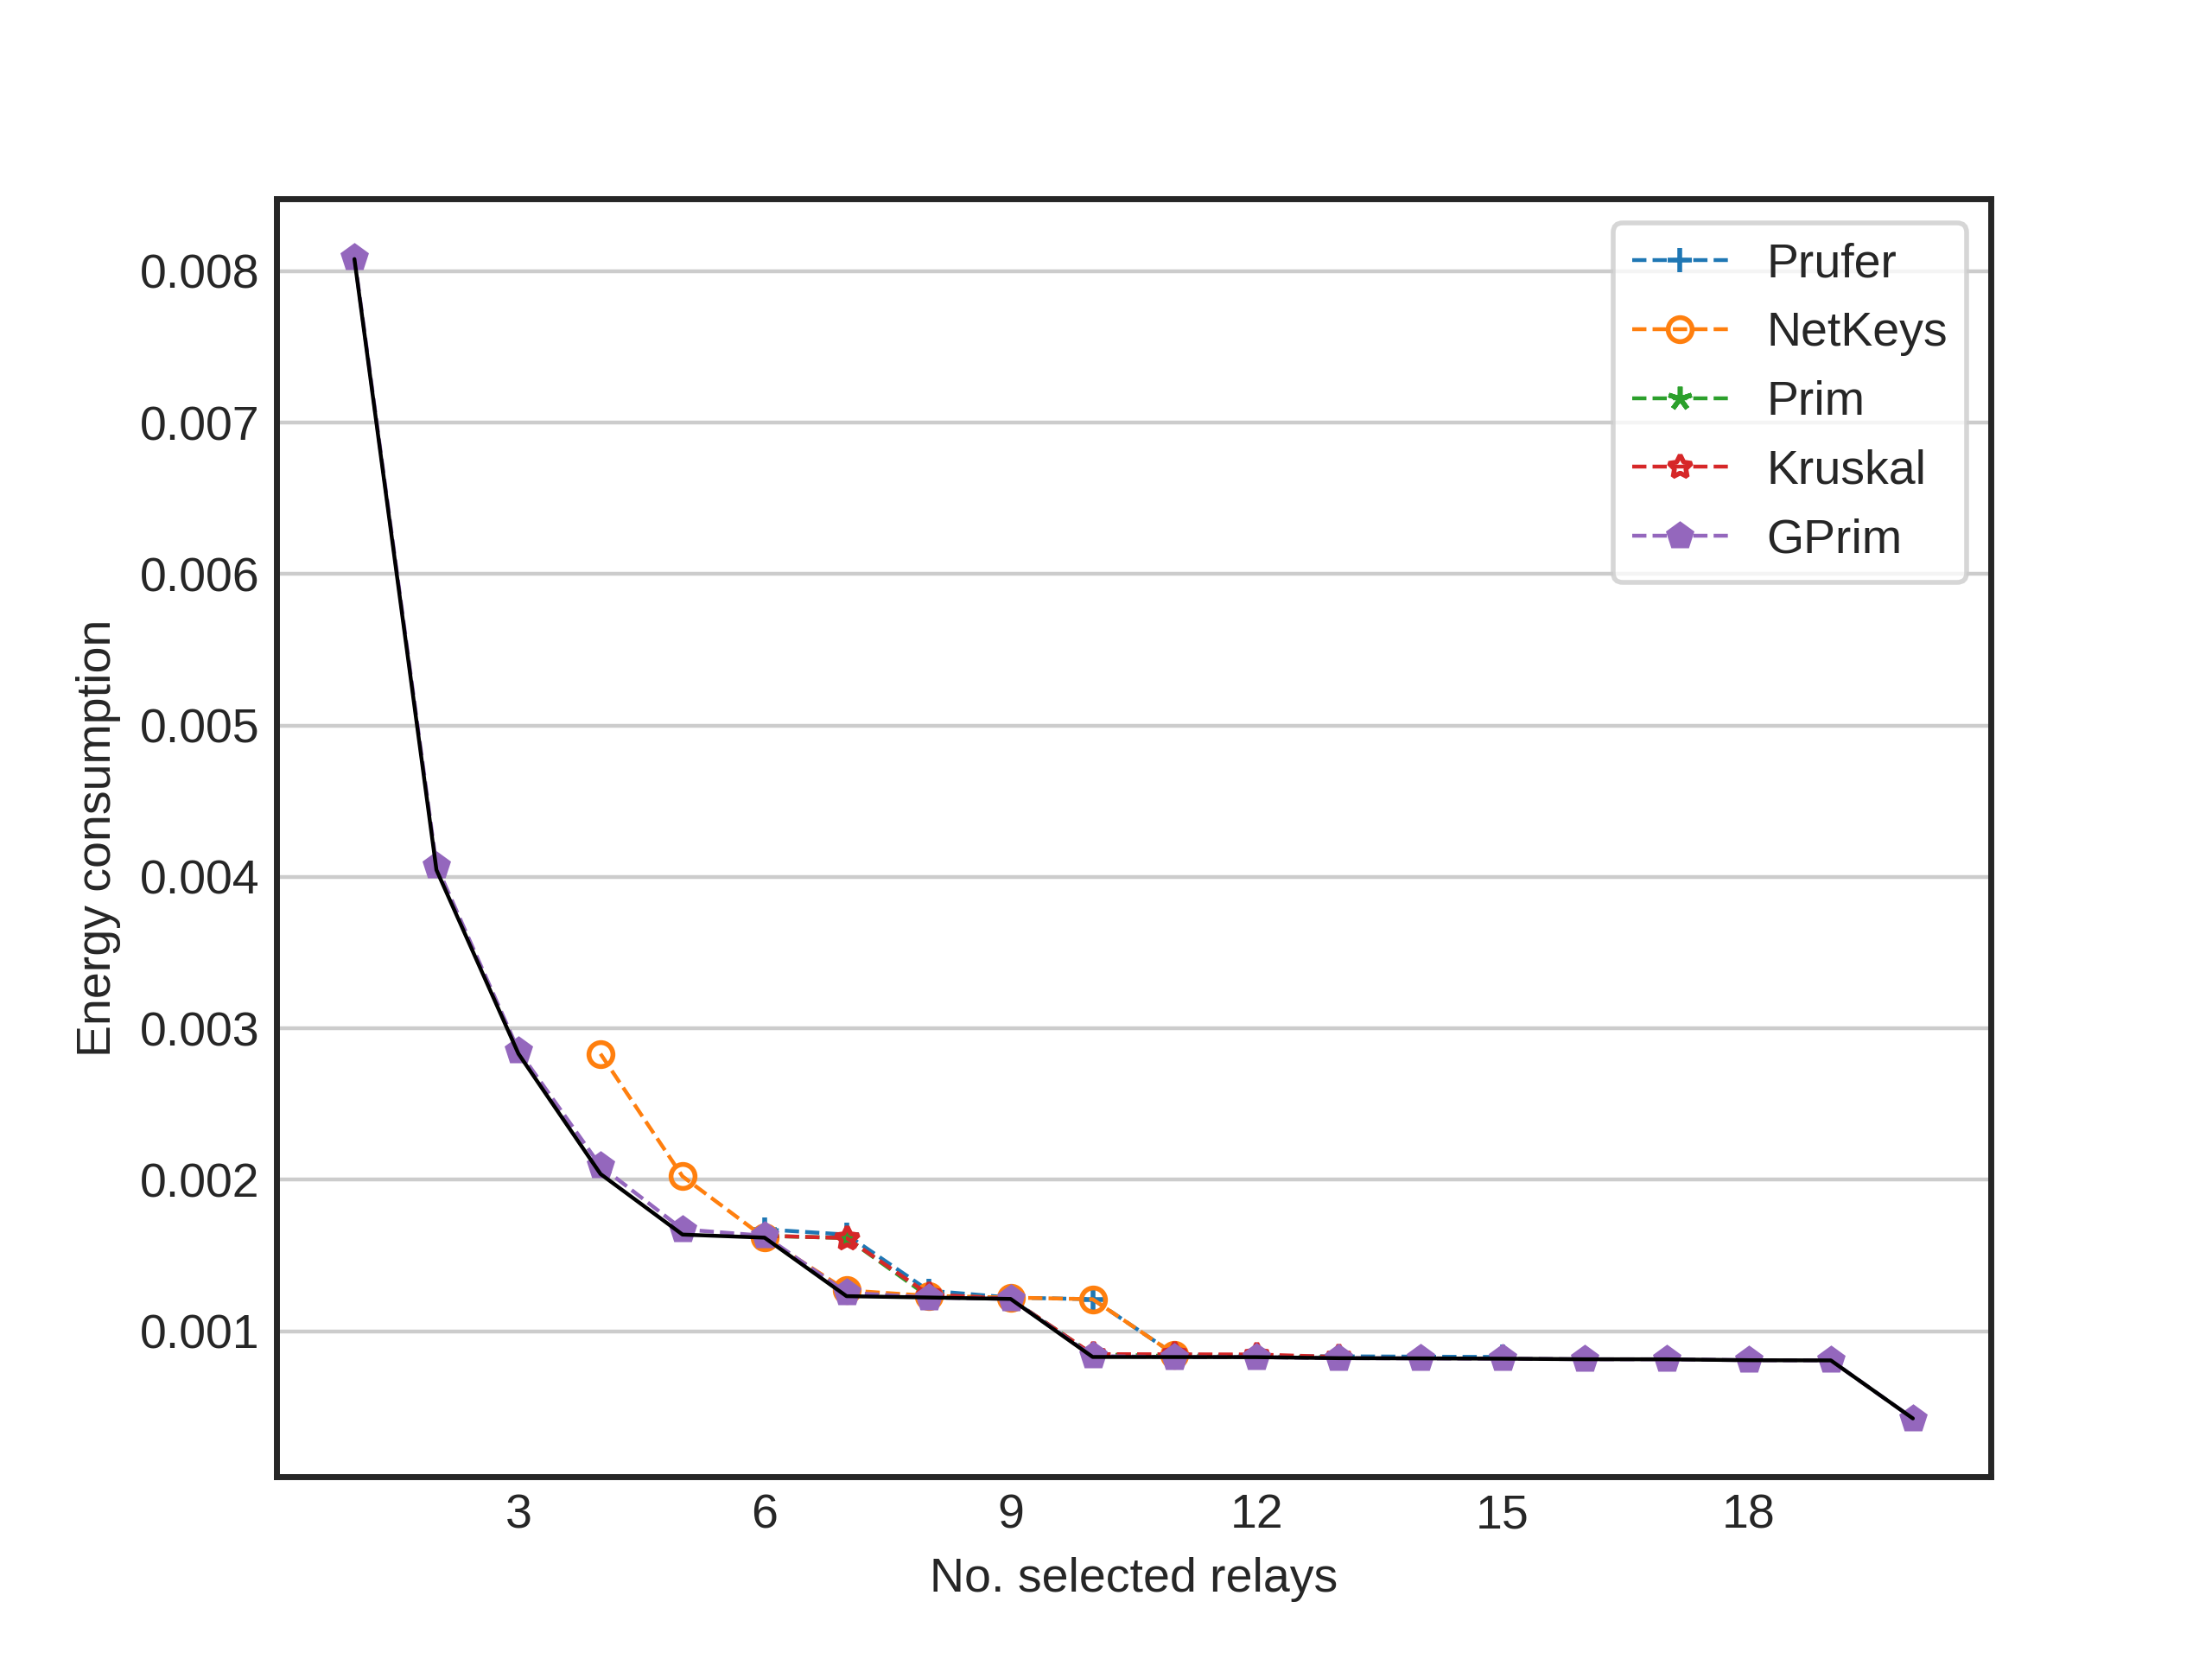 Prufer
NetKeys
Prim
Kruskal
GPrim
0.008
0.007
0.006
0.005
0.004
0.003
0.002
0.001
Energy consumption
3 6 9 12 15 18
No. selected relays